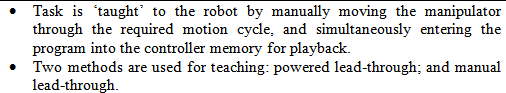 • Task is ‘taught’ to the robot by manually moving the manipulator
through the required motion cycle, and simultaneously entering the
program into the controller memory for playback.
• Two methods are used for teaching: powered lead-through; and manual
lead-through.